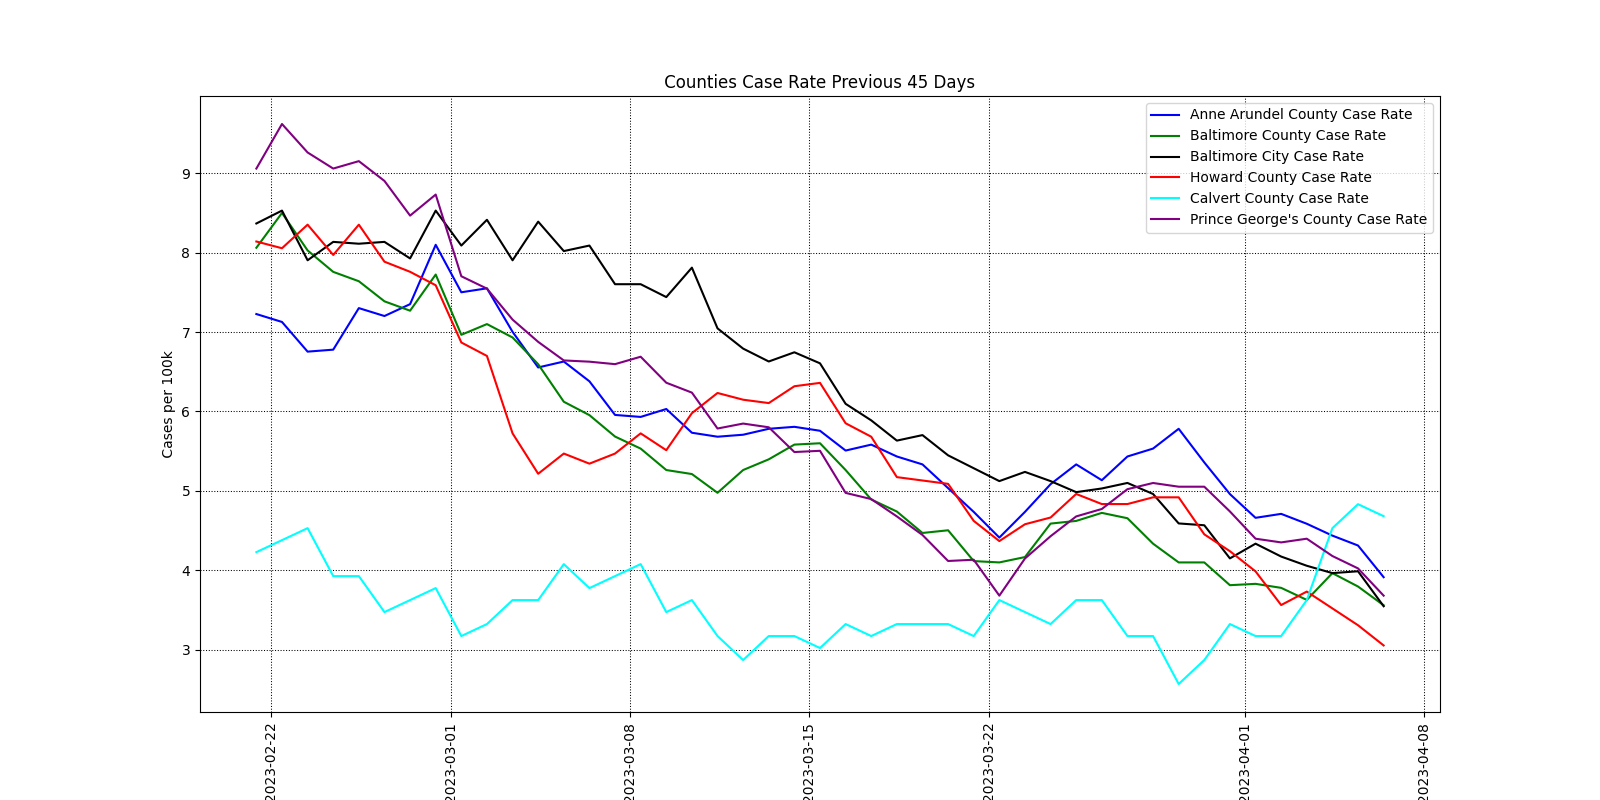 Counties Case Rate Previous 45 Days
Anne Arundel County Case Rate
Baltimore County Case Rate
Baltimore City Case Rate
Howard County Case Rate
Calvert County Case Rate
Prince George's County Case Rate
Cases per 100k
9
8
7
6
5
4
3
2023-02-22
2023-03-01
2023-03-08
2023-03-15
2023-03-22
2023-04-01
2023-04-08